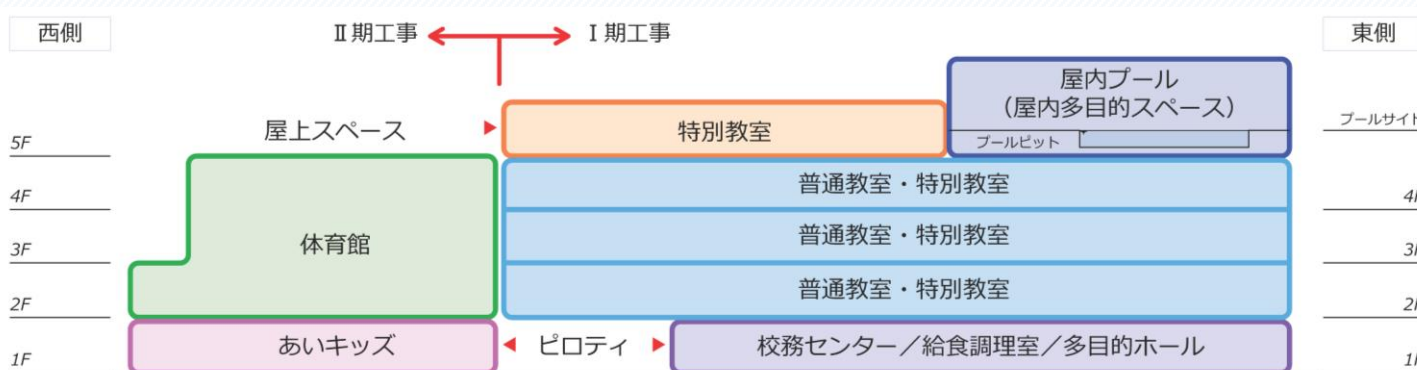 西側
Ⅱ期工事
Ⅰ期工事
東側
屋内プール
（屋内多目的スペース）
プールサイド
屋上スペース
特別教室
プールピット
5F
普通教室・特別教室
4F
4F
体育館
普通教室・特別教室
3F
3F
普通教室・特別教室
2F
2F
あいキッズ
ピロティ
校務センター／給食調理室／多目的ホール
1F
1F